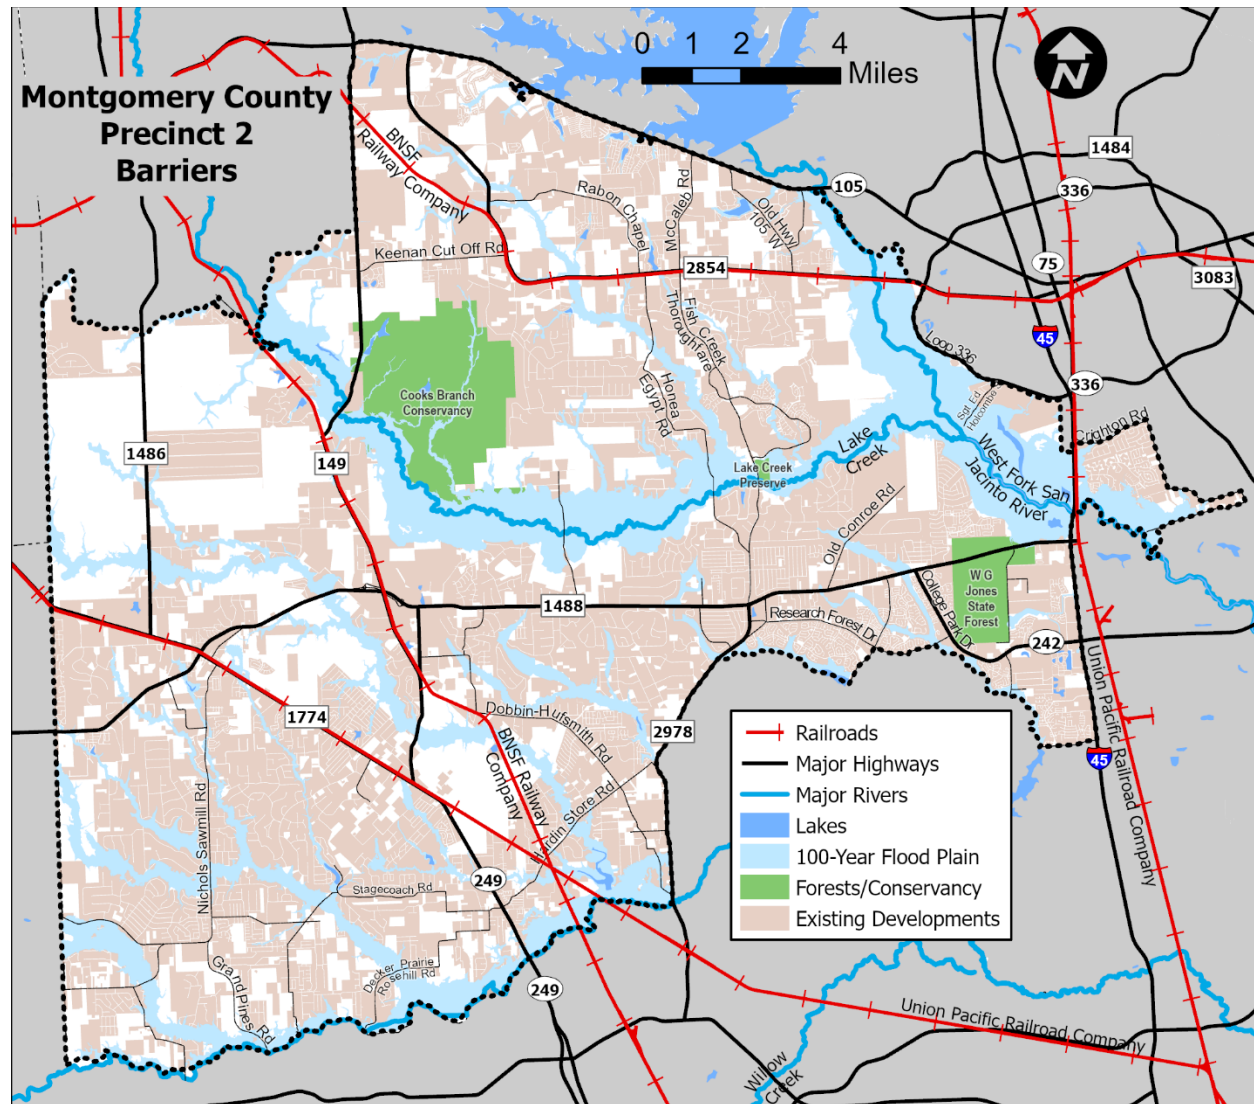 Montgomery County
Precinct 2
Barriers
0 1 2 4
Miles
N
1484
336
105
75
3083
45
336
BNSF
Railway Company
Rabon Chapel
McCaleb Rd
Old Hwy
105 W
Keenan Cut Off Rd
2854
Fish Creek
Thoroughfare
Honea
Egypt Rd
Loop 336
Sgt Ed
Holcombe
Crighton Rd
Cooks Branch
Conservancy
1486
149
Lake
Creek
Lake Creek
Preserve
West Fork San
Jacinto River
Old Conroe Rd
W G
Jones
State
Forest
1488
Research Forest Dr
College Park Dr
242
1774
Dobbin-Hufsmith Rd
2978
BNSF Railway
Company
Hardin Store Rd
Nichols Sawmill Rd
Stagecoach Rd
249
Decker Prairie
Rosehill Rd
Grand Pines Rd
249
45
Union Pacific Railroad Company
Railroads
Major Highways
Major Rivers
Lakes
100-Year Flood Plain
Forests/Conservancy
Existing Developments
Union Pacific Railroad Company
Willow
Creek